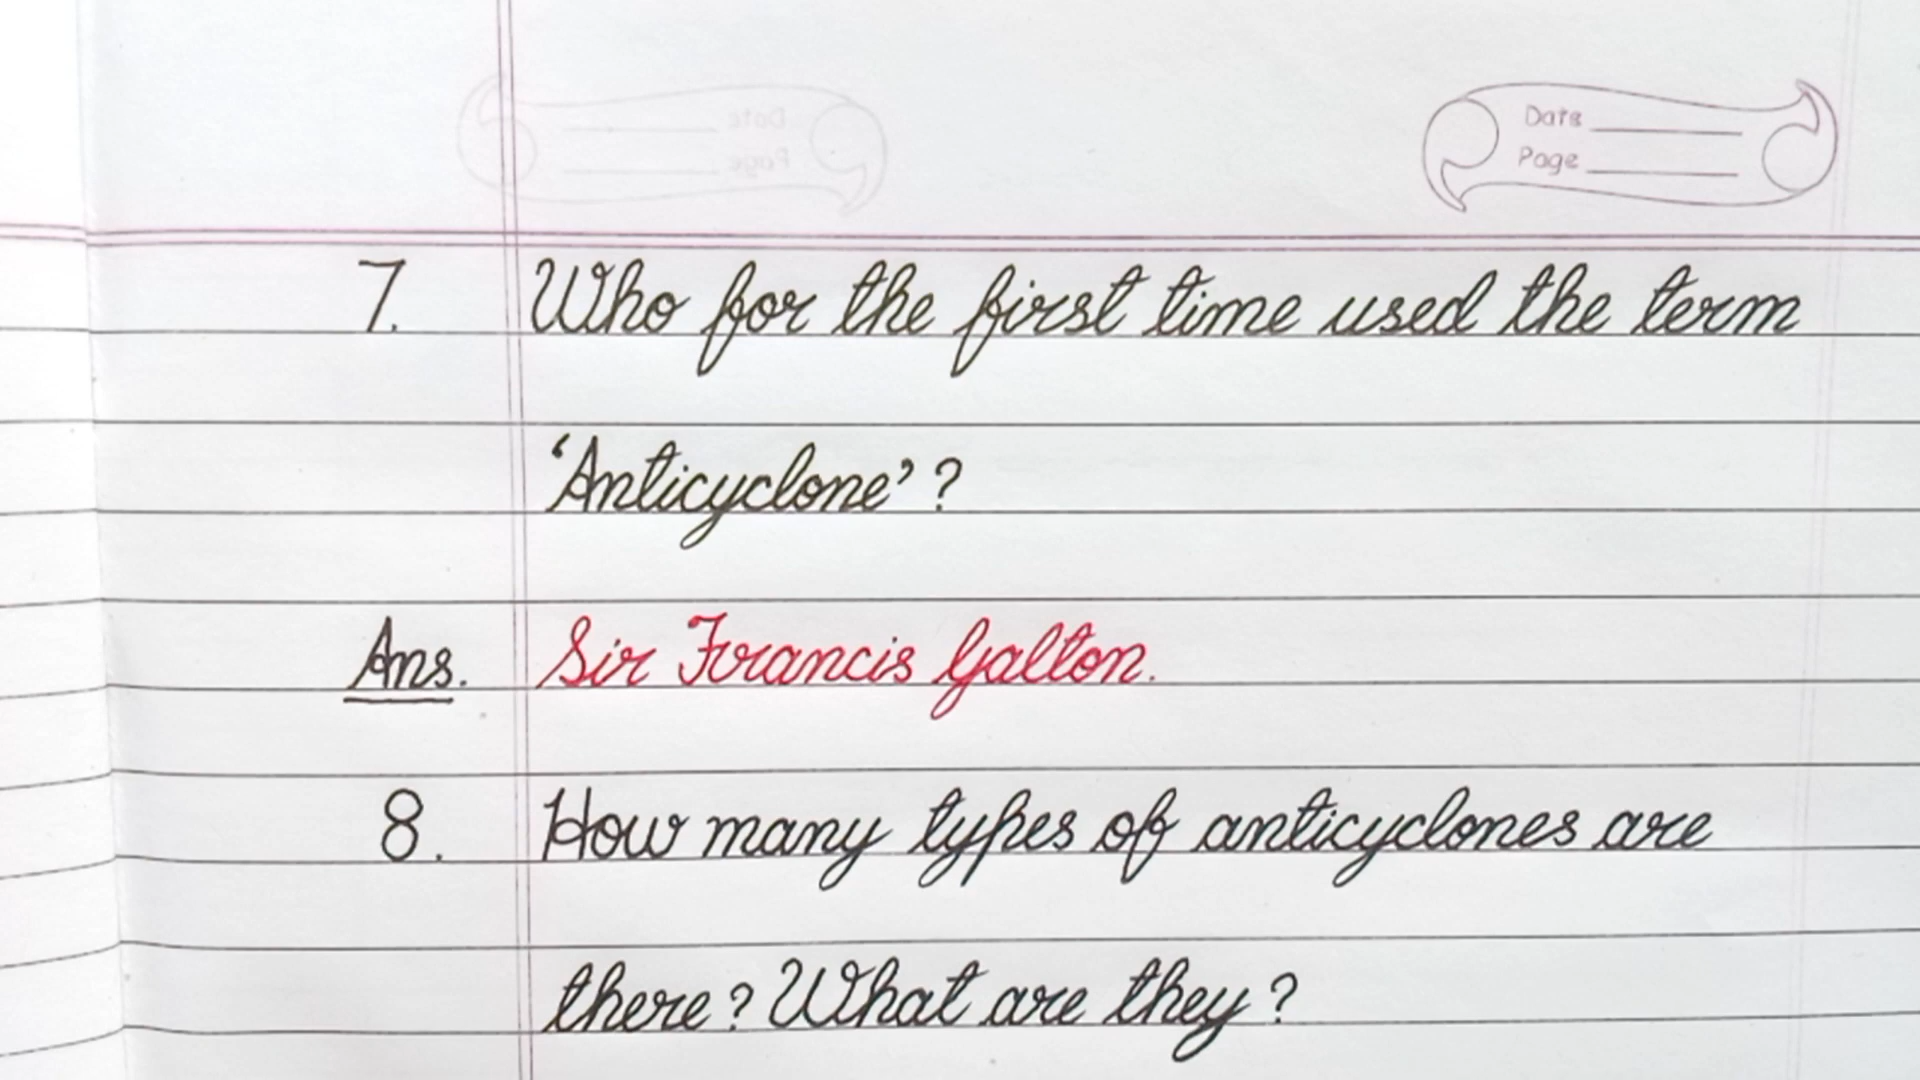 Date
Page
7. Who for the first time used the term
'Anticyclone'?
Ans. Sir Francis Galton.
8. How many types of anticyclones are
there? What are they?